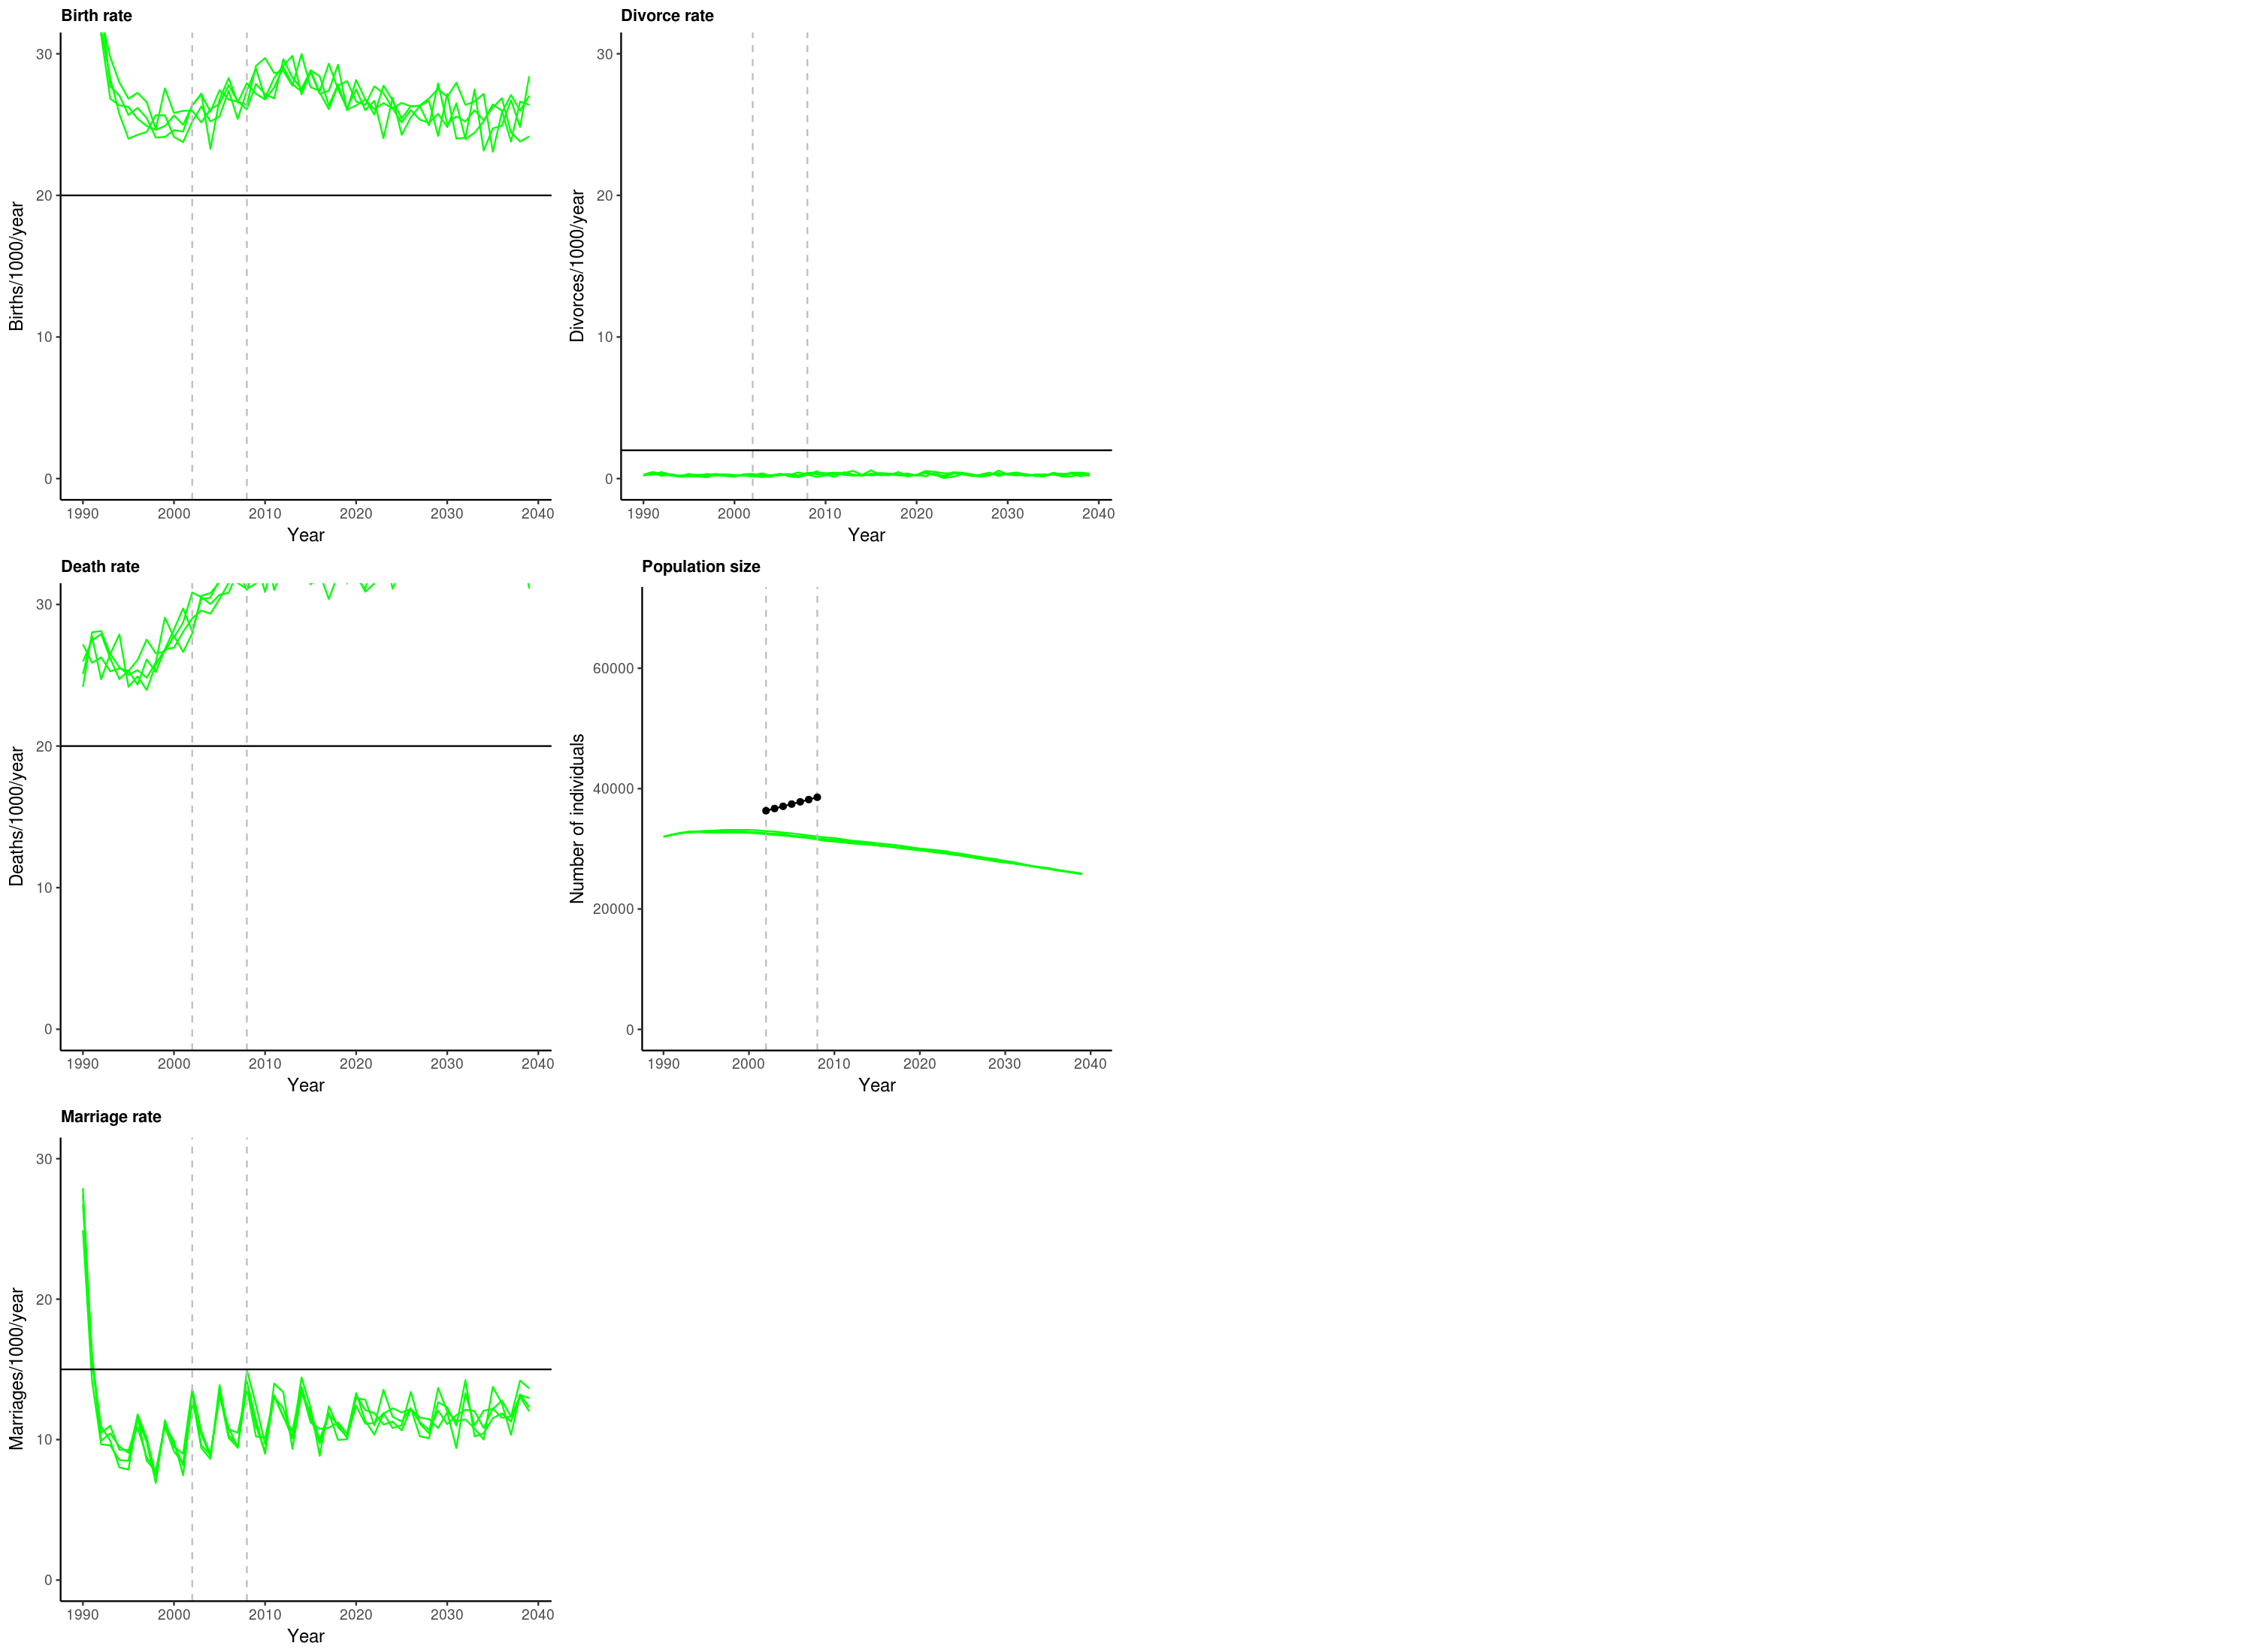 Birth rate
30
20
10
0
Births/1000/year
1990 2000 2010 2020 2030 2040
Year
Divorce rate
30
20
10
0
Divorces/1000/year
1990 2000 2010 2020 2030 2040
Year
Death rate
30
20
10
0
Deaths/1000/year
1990 2000 2010 2020 2030 2040
Year
Population size
60000
40000
20000
0
Number of individuals
1990 2000 2010 2020 2030 2040
Year
Marriage rate
30
20
10
0
Marriages/1000/year
1990 2000 2010 2020 2030 2040
Year